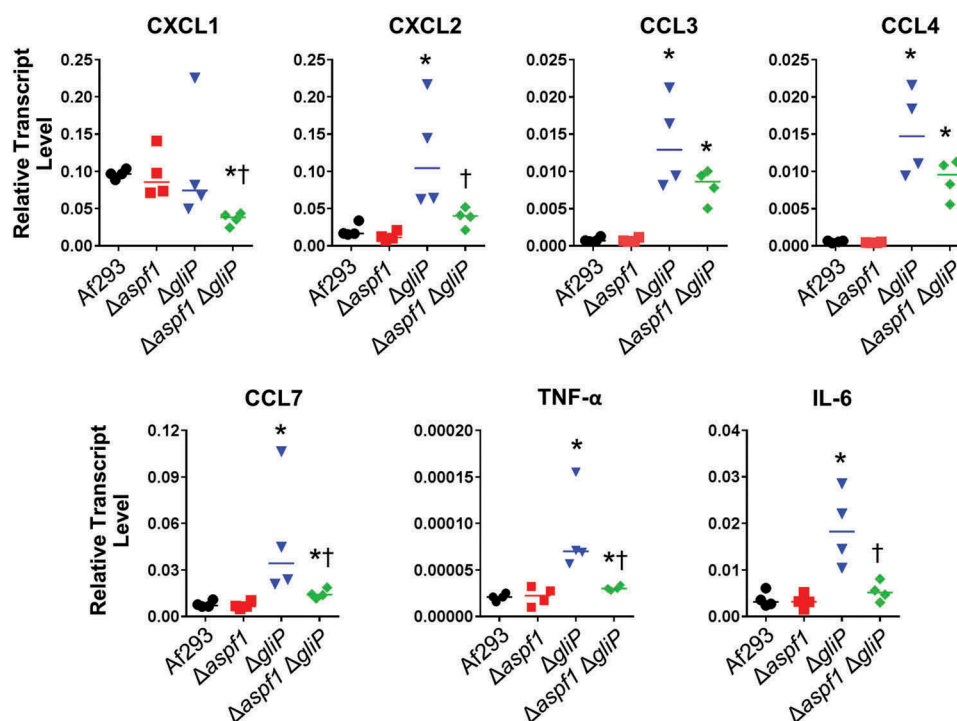 CXCL1 CXCL2 CCL3 CCL4
Relative Transcript
Level
0.25 0.25 0.025 0.025
* * *
0.20 0.20 0.020 0.020
0.15 0.15 0.015 0.015
*† † * *
0.10 0.10 0.010 0.010
0.05 0.05 0.005 0.005
0.00 0.00 0.000 0.000
Af293 Δaspf1 ΔgliP Δaspf1 ΔgliP Af293 Δaspf1 ΔgliP Δaspf1 ΔgliP Af293 Δaspf1 ΔgliP Δaspf1 ΔgliP Af293 Δaspf1 ΔgliP Δaspf1 ΔgliP
CCL7 TNF-α IL-6
Relative Transcript
Level
0.12 0.00020 0.04
* * *
0.09 0.00015 0.03
0.06 0.00010 0.02
*† *† †
0.03 0.00005 0.01
0.00 0.00000 0.00
Af293 Δaspf1 ΔgliP Δaspf1 ΔgliP Af293 Δaspf1 ΔgliP Δaspf1 ΔgliP Af293 Δaspf1 ΔgliP Δaspf1 ΔgliP